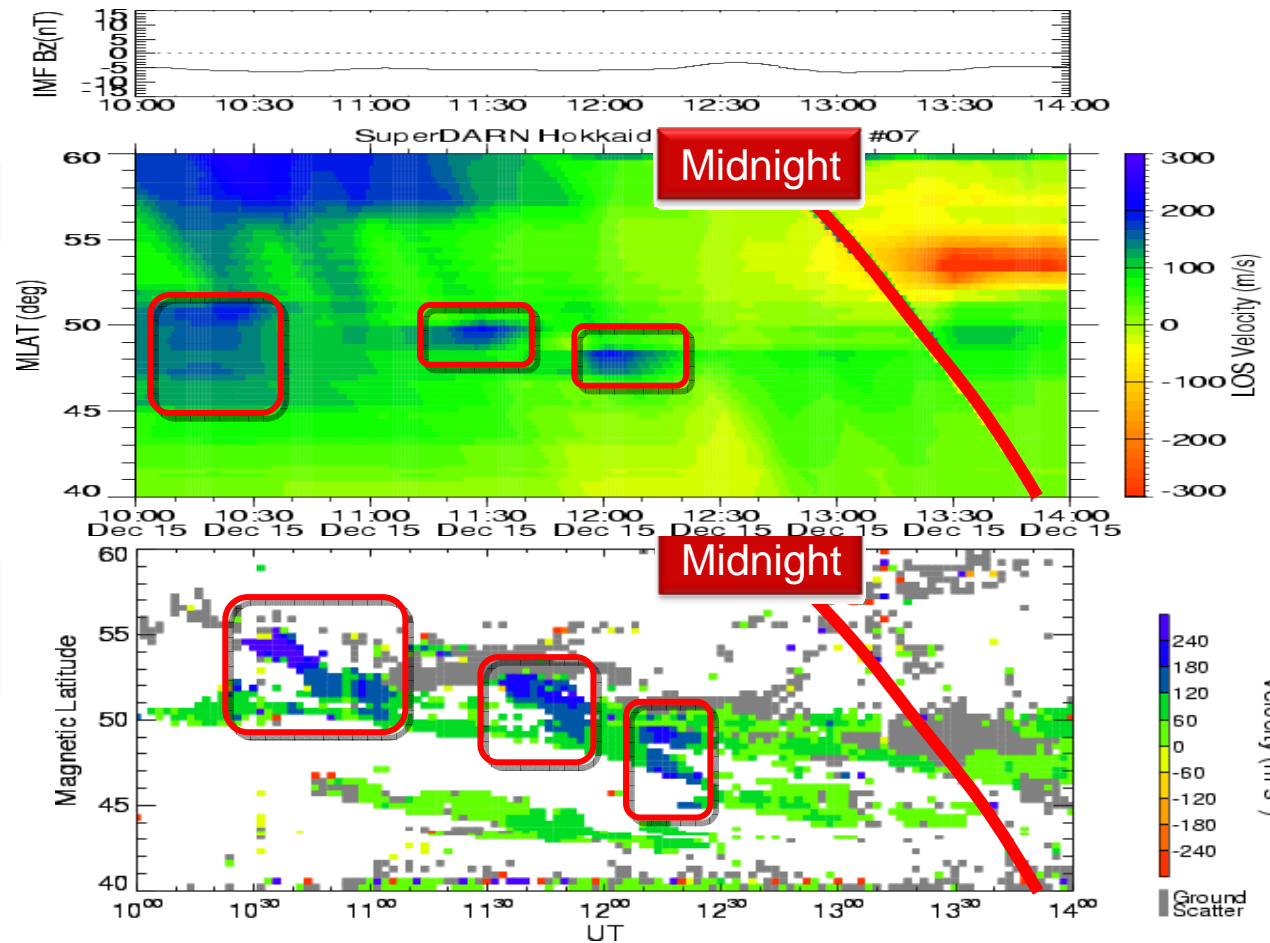 IMF Bz(nT)
15
10
5
0
-5
-10
-15
10:00 10:30 11:00 11:30 12:00 12:30 13:00 13:30 14:00
SuperDARN Hokkaid #07
Midnight
MLAT (deg)
60
55
50
45
40
300
200
100
0
-100
-200
-300
LOS Velocity (m/s)
10:00 10:30 11:00 11:30 12:00 12:30 13:00 13:30 14:00
Dec 15 Dec 15 Dec 15 Dec 15 Dec 15 Dec 15 Dec 15 Dec 15 Dec 15
Midnight
Magnetic Latitude
60
55
50
45
40
240
180
120
60
0
-60
-120
-180
-240
Ground
Scatter
10⁰⁰ 10³⁰ 11⁰⁰ 11³⁰ 12⁰⁰ 12³⁰ 13⁰⁰ 13³⁰ 14⁰⁰
UT